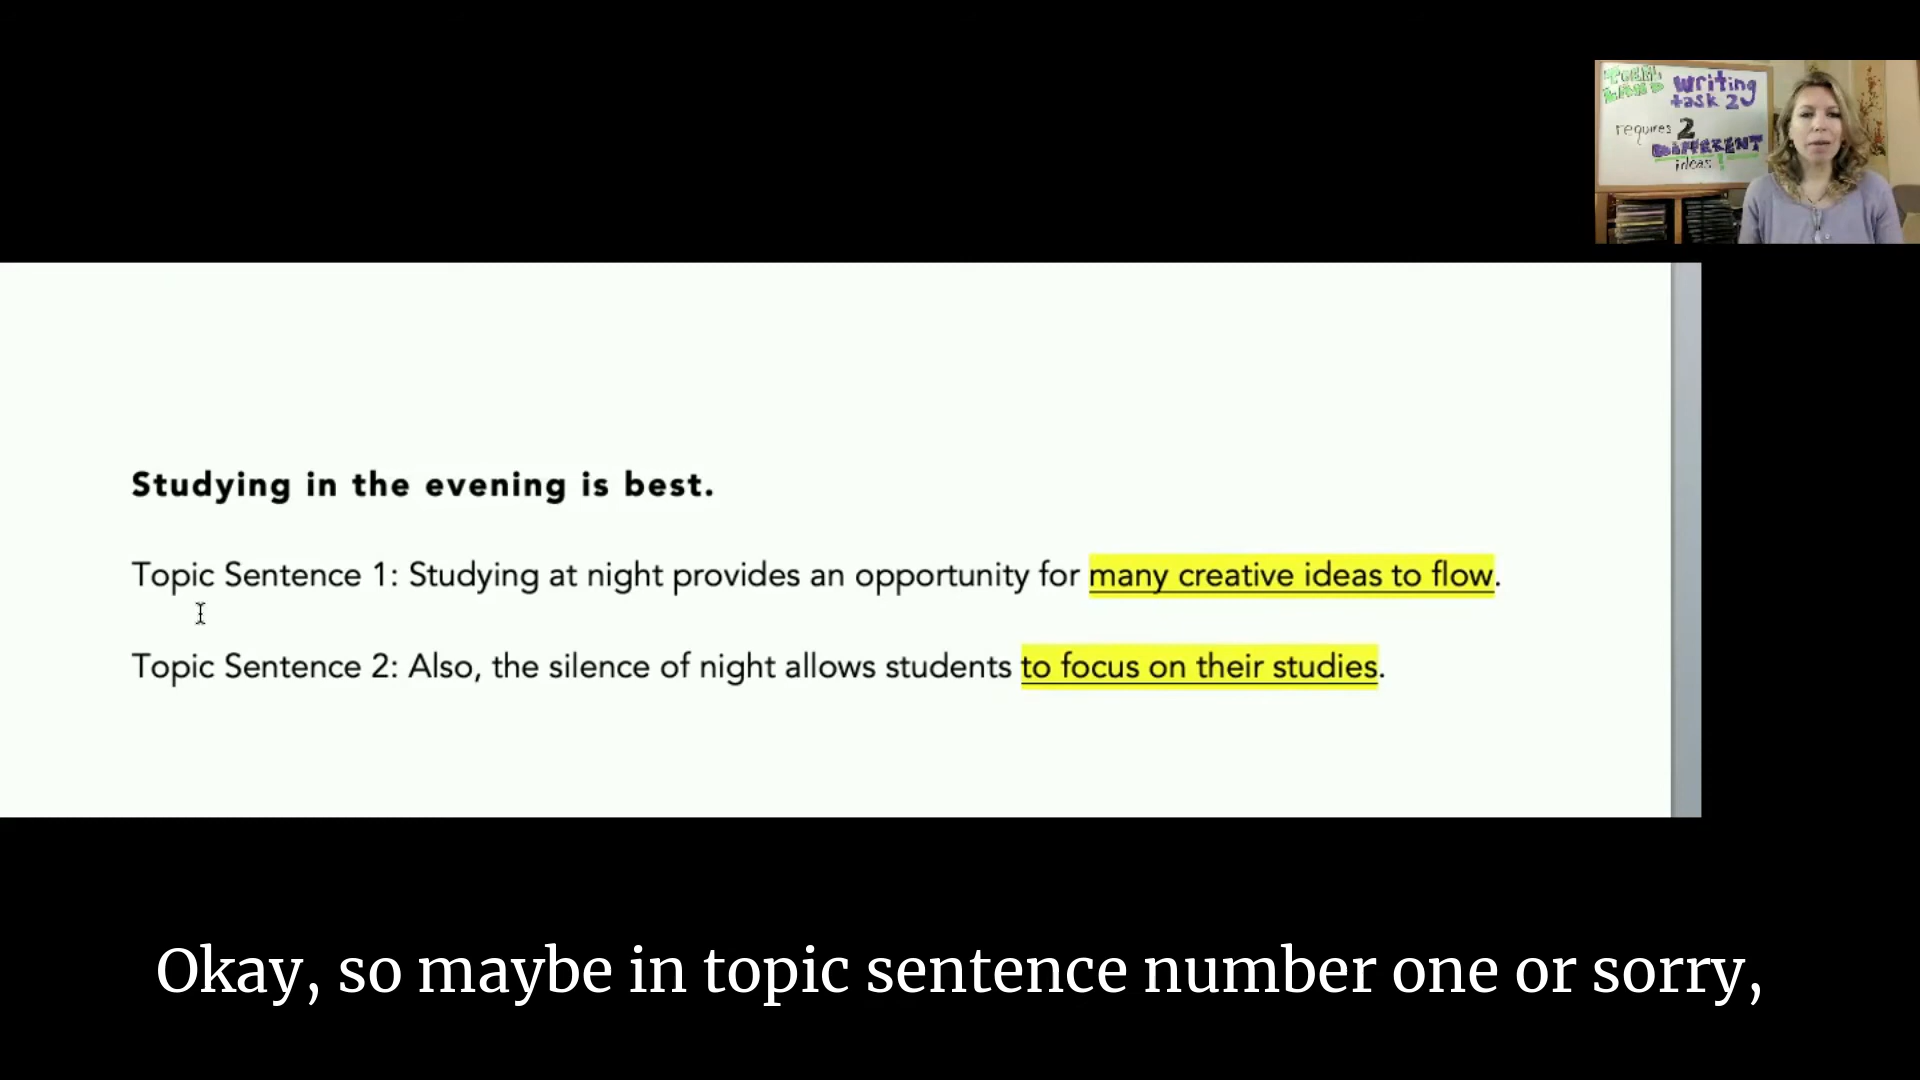 TOEFL
writing
task 2
requires 2
DIFFERENT
ideas!
Studying in the evening is best.
Topic Sentence 1: Studying at night provides an opportunity for many creative ideas to flow.
Topic Sentence 2: Also, the silence of night allows students to focus on their studies.
Okay, so maybe in topic sentence number one or sorry,